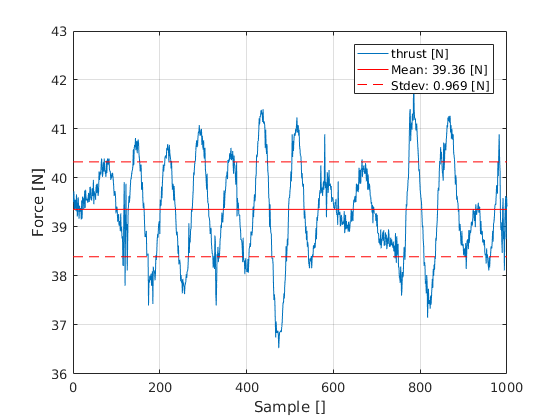 43
42
41
40
39
38
37
36
Force [N]
thrust [N]
Mean: 39.36 [N]
Stdev: 0.969 [N]
0 200 400 600 800 1000
Sample []